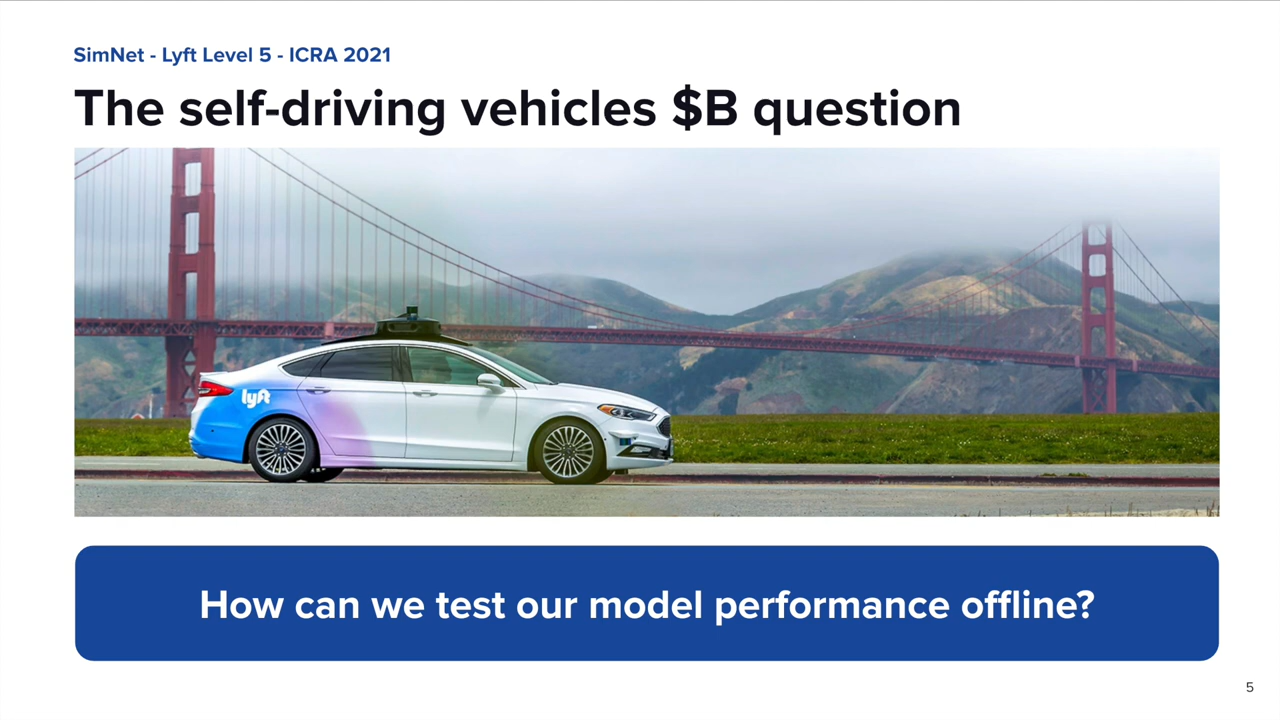 SimNet - Lyft Level 5 - ICRA 2021
The self-driving vehicles $B question
lyft
How can we test our model performance offline?
5